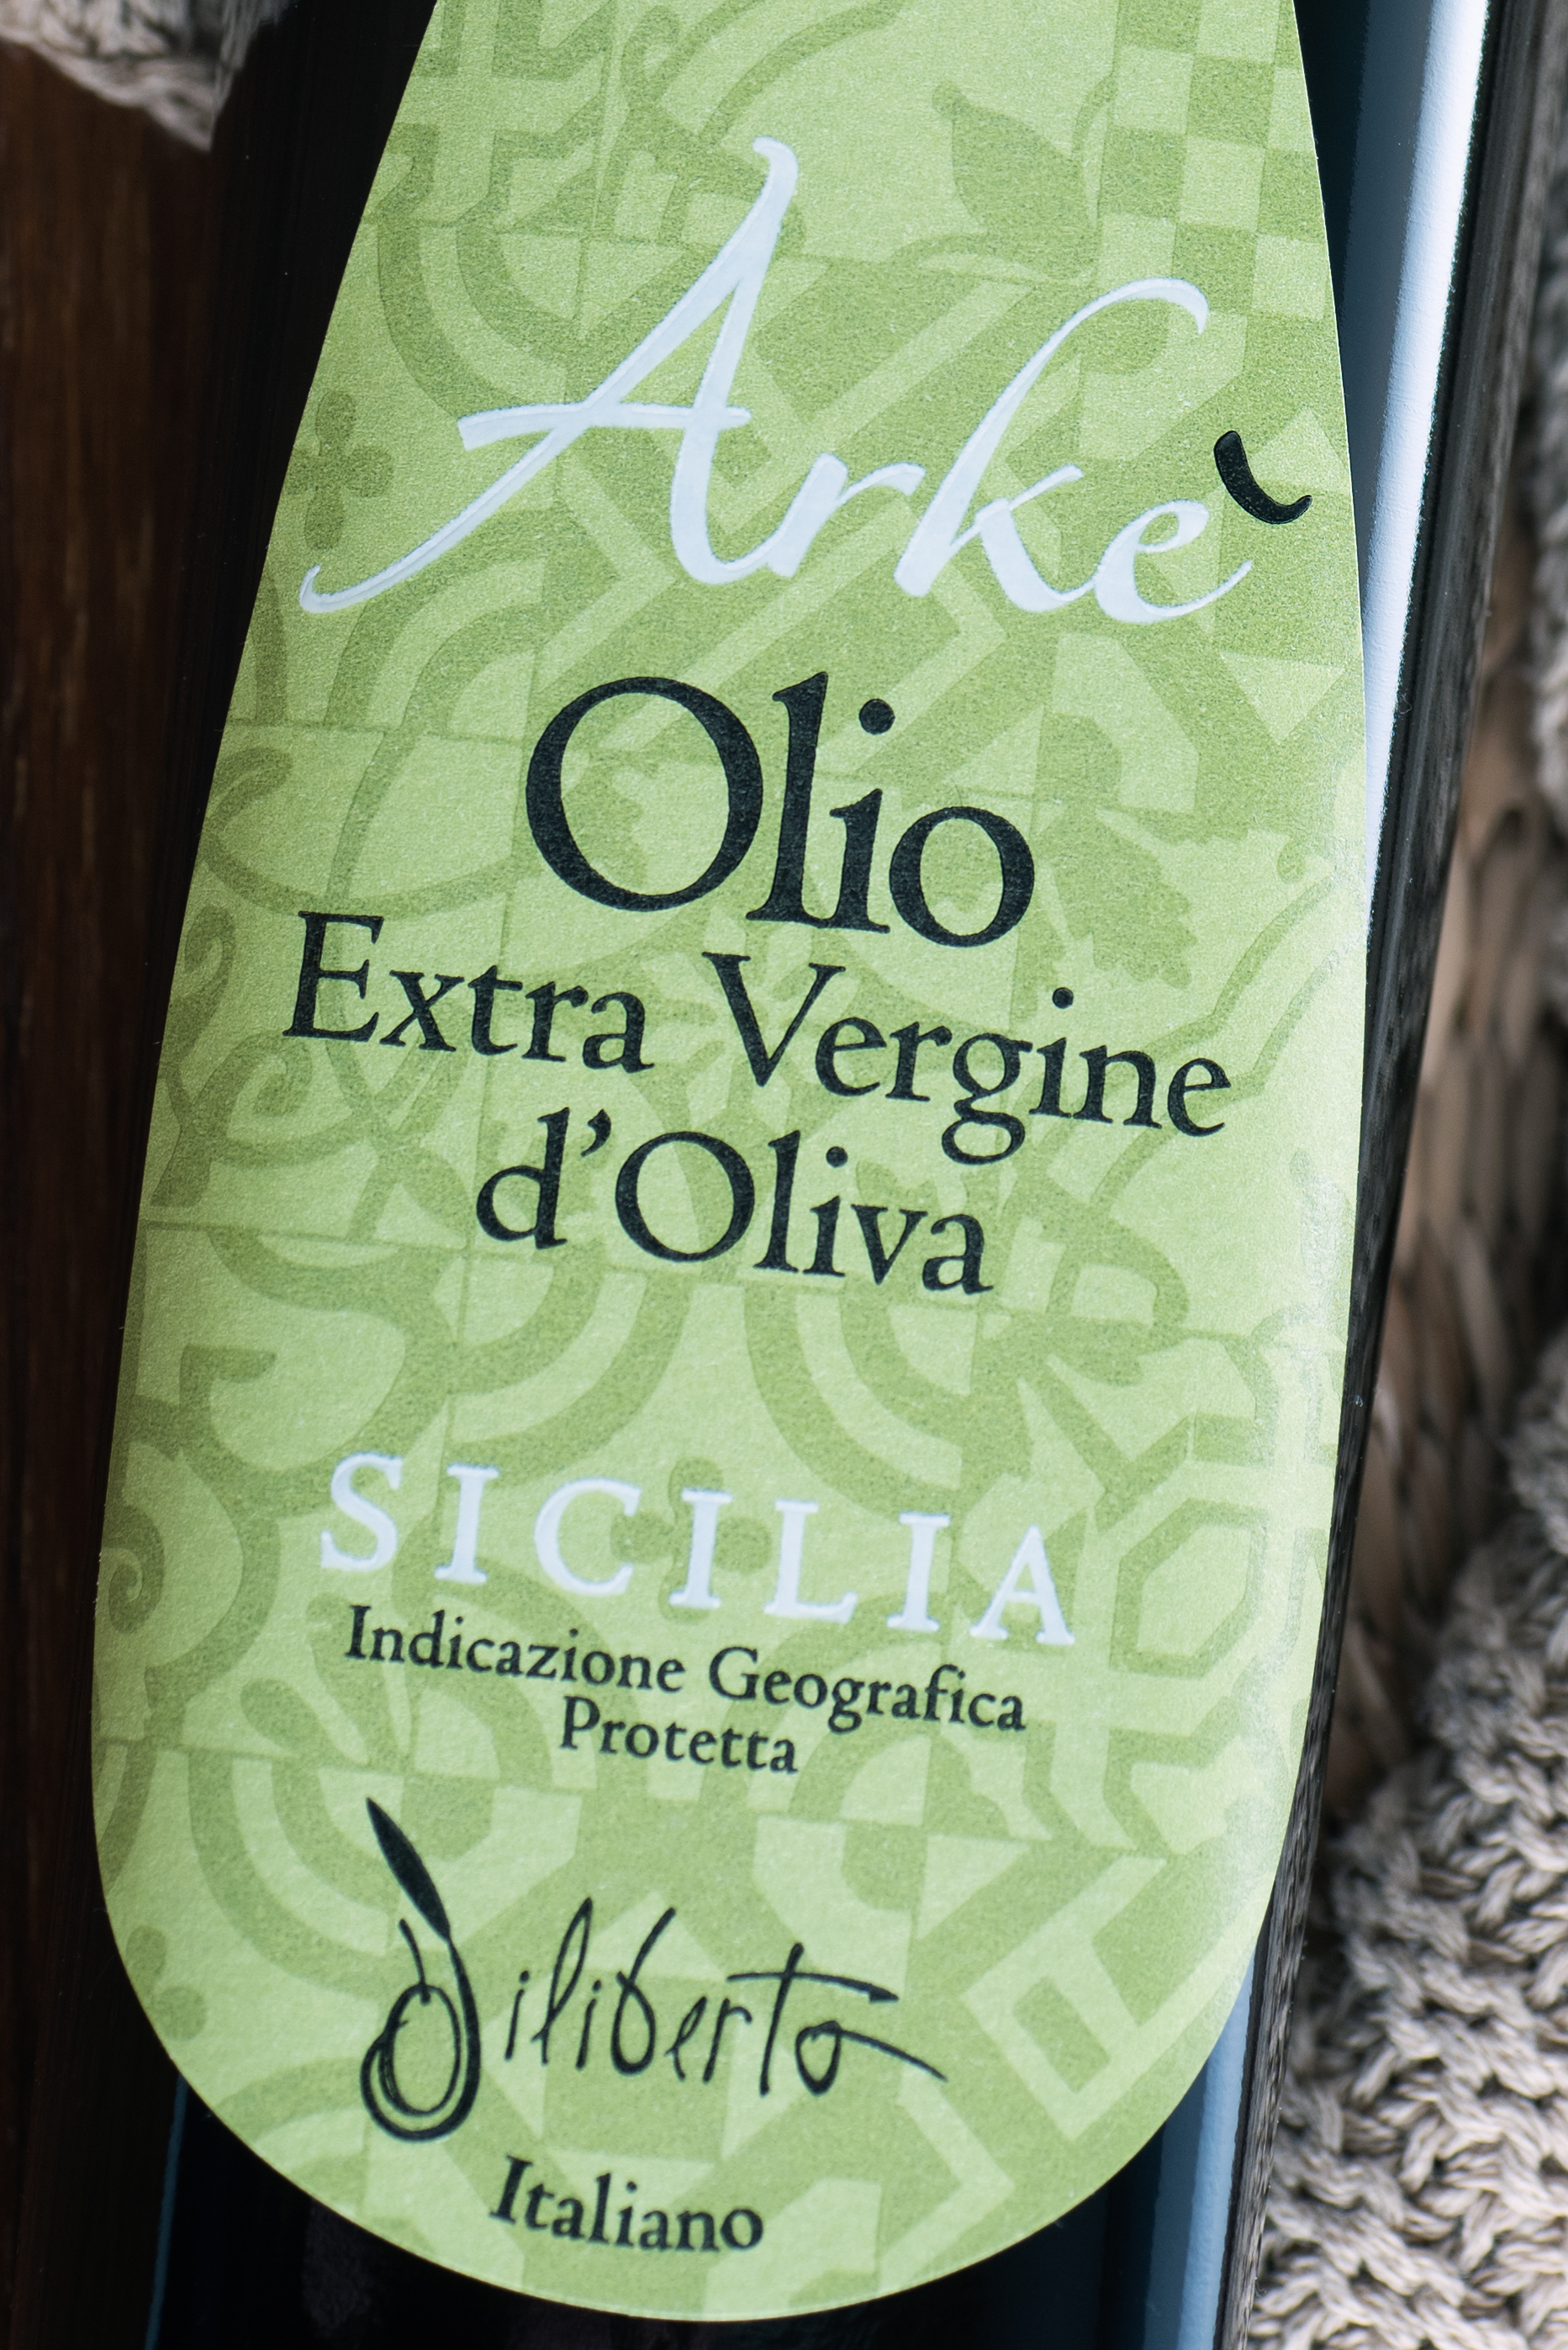 Arkè
Olio
Extra Vergine
d’Oliva
SICILIA
Indicazione Geografica
Protetta
diliberto
Italiano